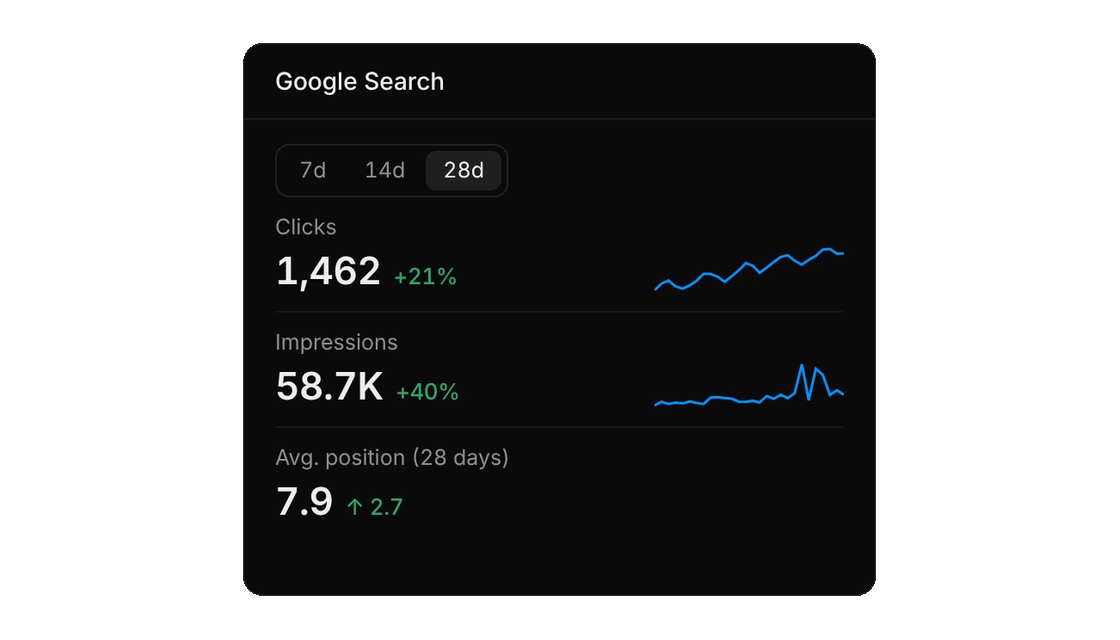 Google Search
7d 14d 28d
Clicks
1,462 +21%
Impressions
58.7K +40%
Avg. position (28 days)
7.9 ↑ 2.7